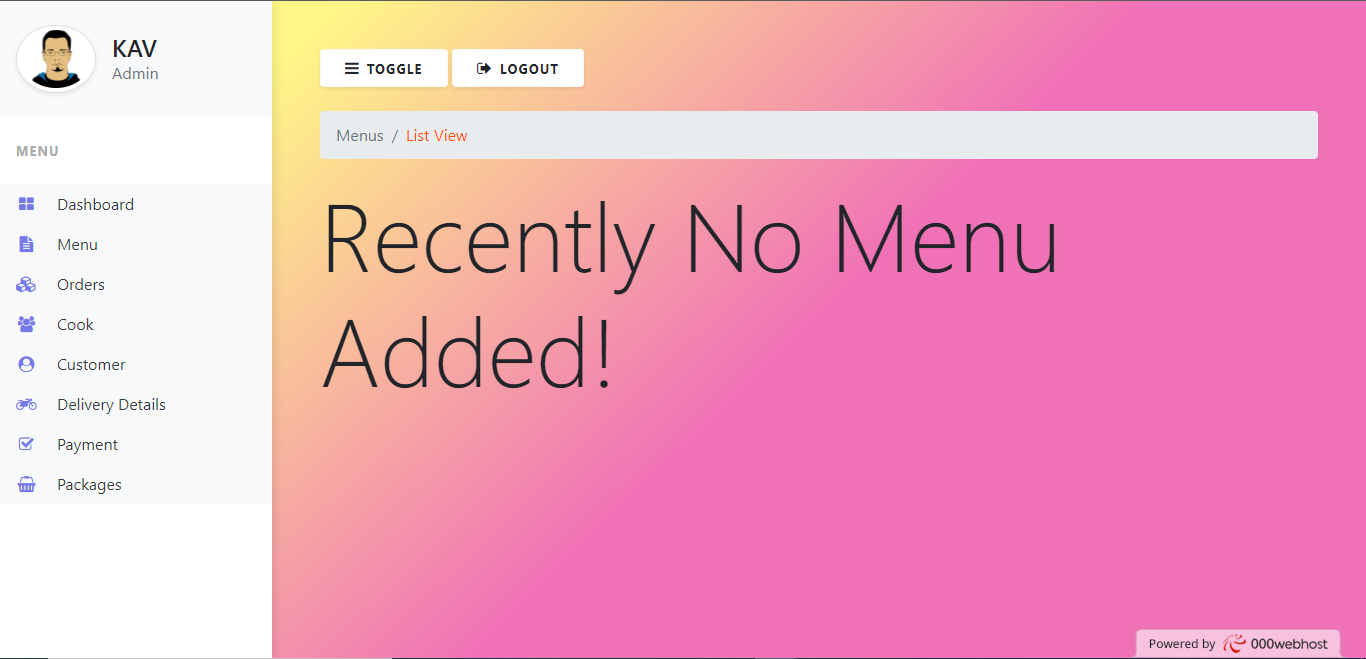 KAV
Admin
MENU
Dashboard
Menu
Orders
Cook
Customer
Delivery Details
Payment
Packages
TOGGLE
LOGOUT
Menus / List View
Recently No Menu
Added!
Powered by 000webhost